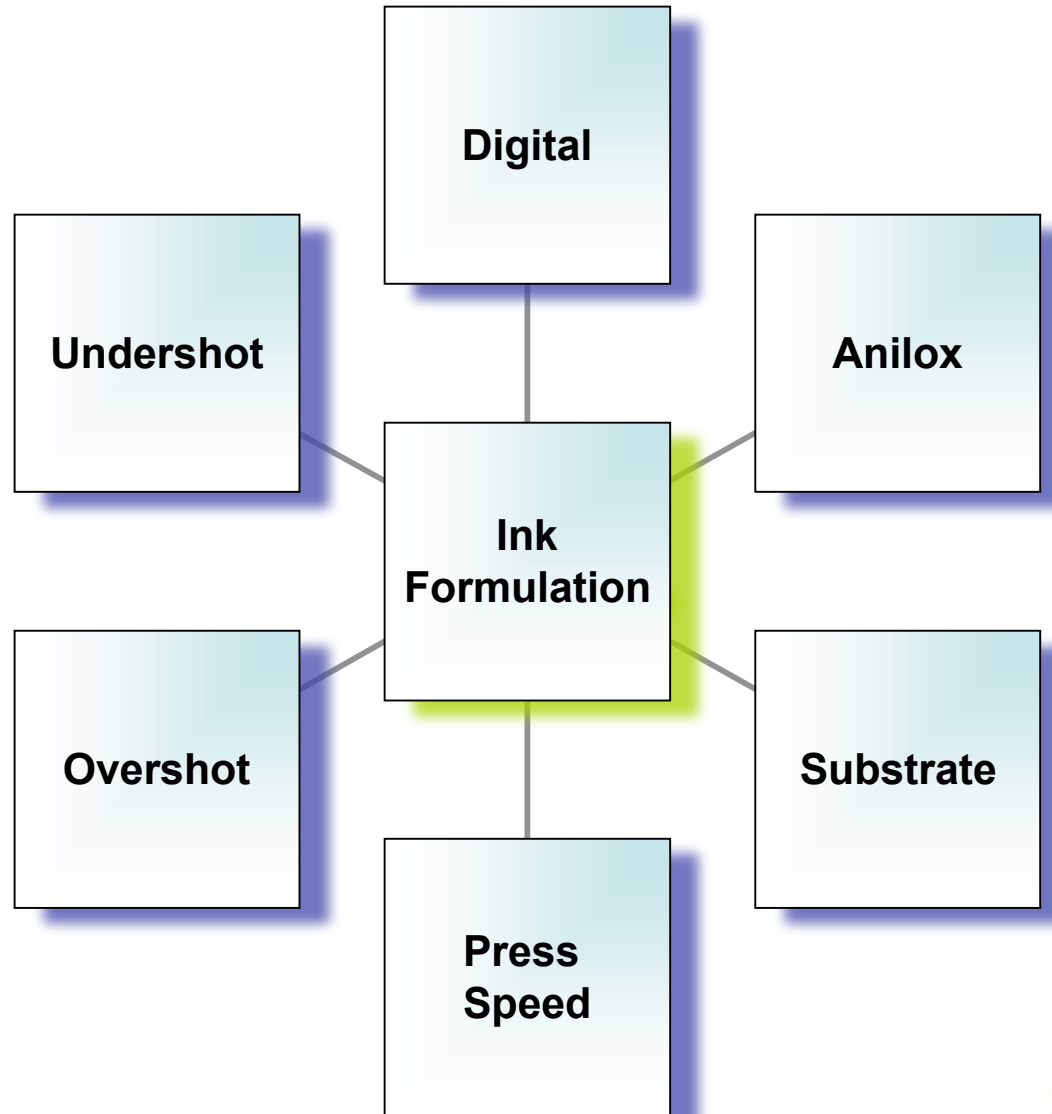 Digital
Undershot
Anilox
Ink
Formulation
Overshot
Substrate
Press
Speed